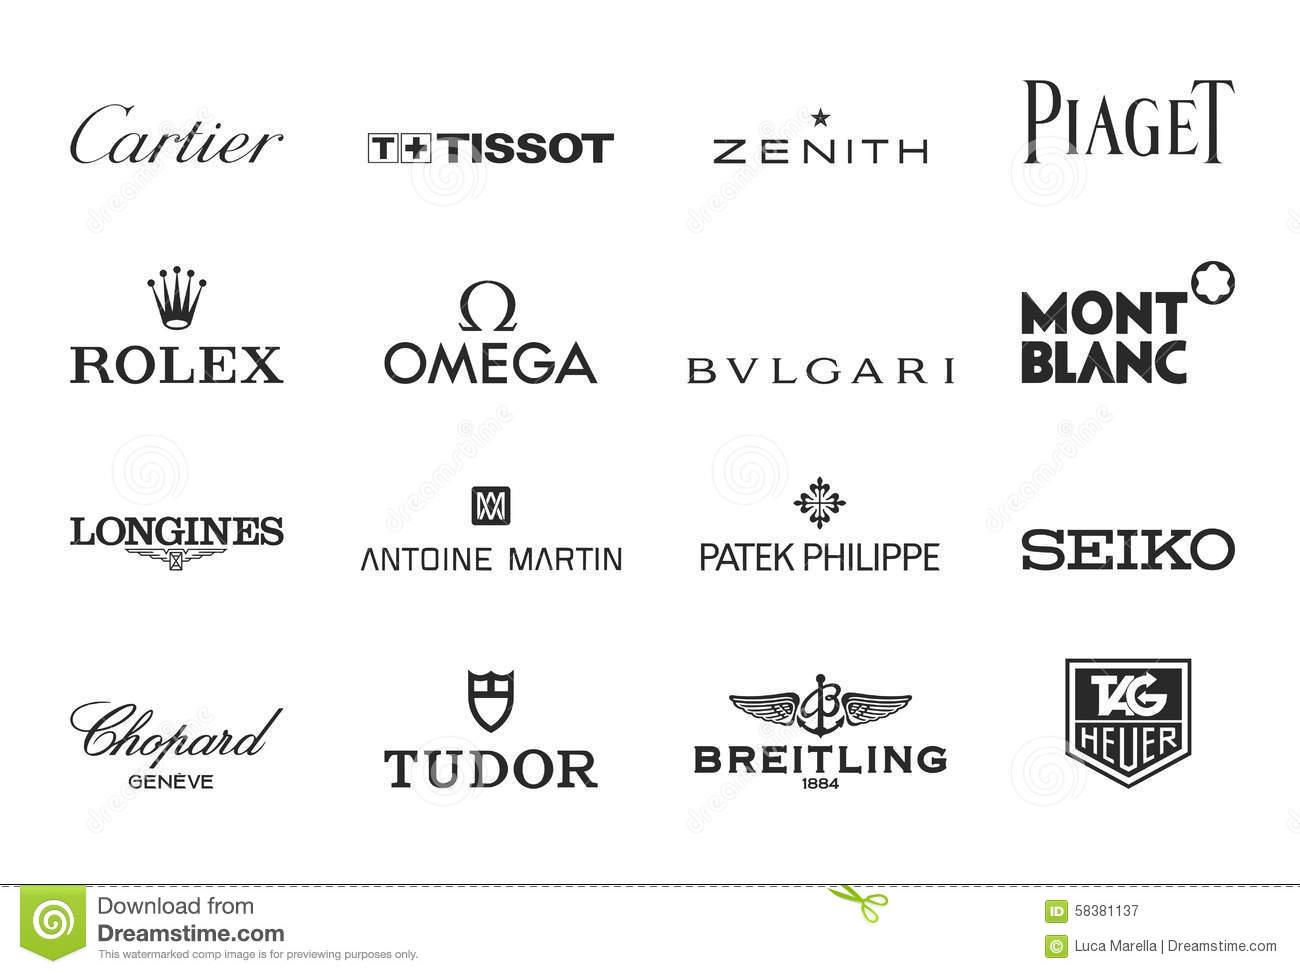 Cartier
T+ TISSOT
ZENITH
PIAGET
ROLEX
Ω
OMEGA
BVLGARI
MONT
BLANC
LONGINES
AM
ANTOINE MARTIN
PATEK PHILIPPE
SEIKO
Chopard
GENÈVE
TUDOR
B
BREITLING
1884
TAG
HEUER
dreamstime
Download from
Dreamstime.com
This watermarked comp image is for previewing purposes only.
ID 58381137
© Luca Marella | Dreamstime.com